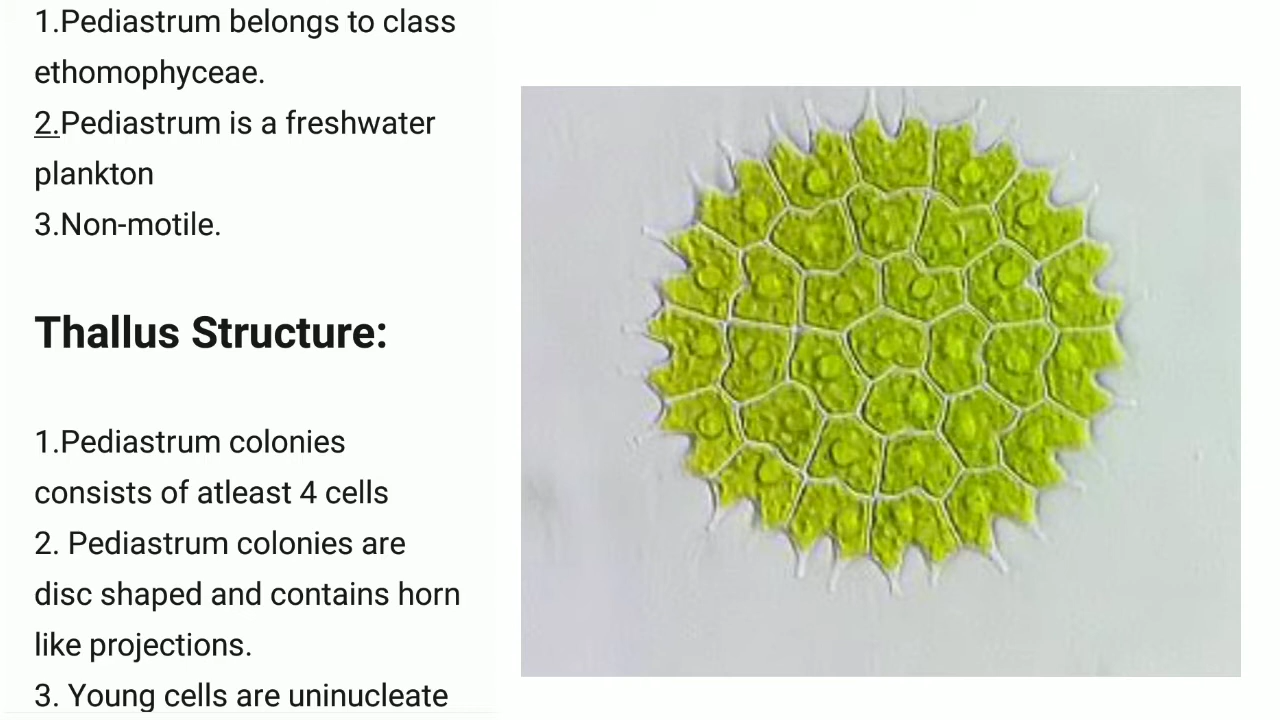 1.Pediastrum belongs to class
ethomophyceae.
2.Pediastrum is a freshwater
plankton
3.Non-motile.
Thallus Structure:
1.Pediastrum colonies
consists of atleast 4 cells
2. Pediastrum colonies are
disc shaped and contains horn
like projections.
3. Young cells are uninucleate